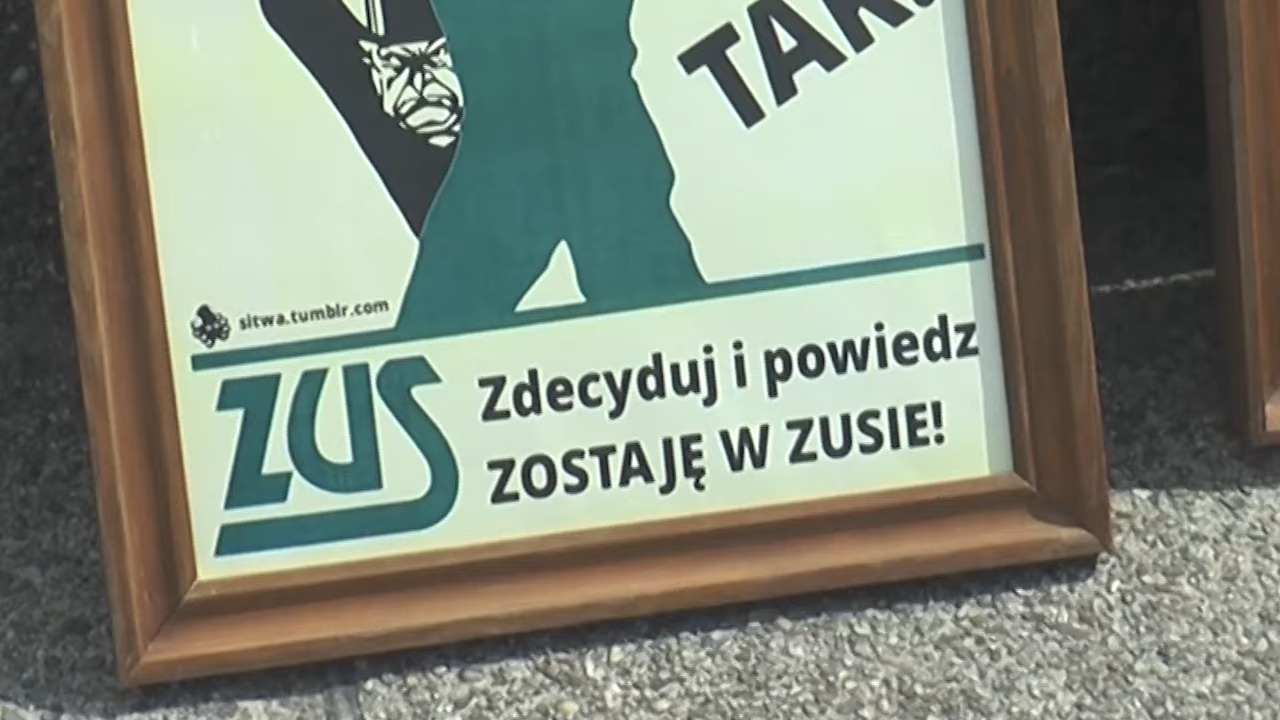 TAK!
sitwa.tumblr.com
ZUS
Zdecyduj i powiedz
ZOSTAJĘ W ZUSIE!